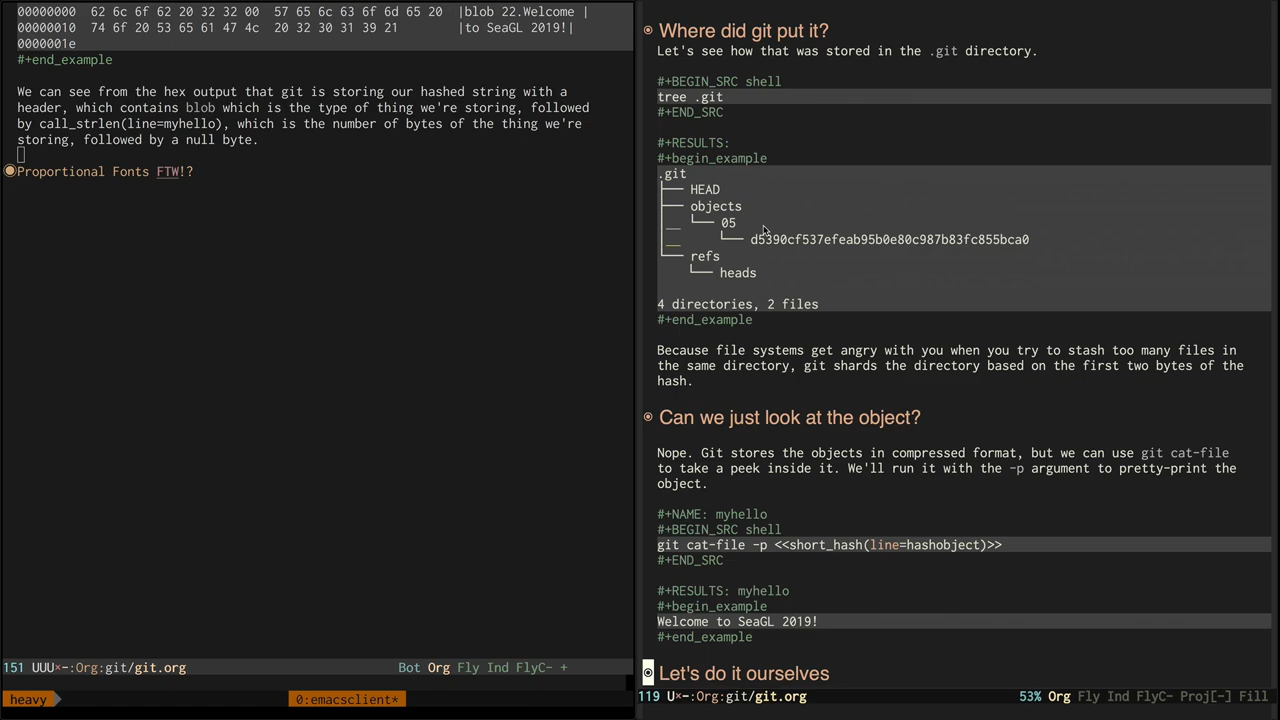 00000000  62 6c 6f 62 20 32 32 00  57 65 6c 63 6f 6d 65 20  |blob 22.Welcome |
00000010  74 6f 20 53 65 61 47 4c  20 32 30 31 39 21        |to SeaGL 2019!|
0000001e
#+end_example
We can see from the hex output that git is storing our hashed string with a
header, which contains blob which is the type of thing we're storing, followed
by call_strlen(line=myhello), which is the number of bytes of the thing we're
storing, followed by a null byte.
Proportional Fonts FTW!?
151 UUU×-:Org:git/git.org Bot Org Fly Ind FlyC- +
heavy 0:emacsclient*
Where did git put it?
Let's see how that was stored in the .git directory.
#+BEGIN_SRC shell
tree .git
#+END_SRC
#+RESULTS:
#+begin_example
.git
├── HEAD
├── objects
│   └── 05
│       └── d5390cf537efeab95b0e80c987b83fc855bca0
└── refs
    └── heads
4 directories, 2 files
#+end_example
Because file systems get angry with you when you try to stash too many files in
the same directory, git shards the directory based on the first two bytes of the
hash.
Can we just look at the object?
Nope. Git stores the objects in compressed format, but we can use git cat-file
to take a peek inside it. We'll run it with the -p argument to pretty-print the
object.
#+NAME: myhello
#+BEGIN_SRC shell
git cat-file -p <<short_hash(line=hashobject)>>
#+END_SRC
#+RESULTS: myhello
#+begin_example
Welcome to SeaGL 2019!
#+end_example
Let's do it ourselves
119 U×-:Org:git/git.org 53% Org Fly Ind FlyC- Proj[-] Fill